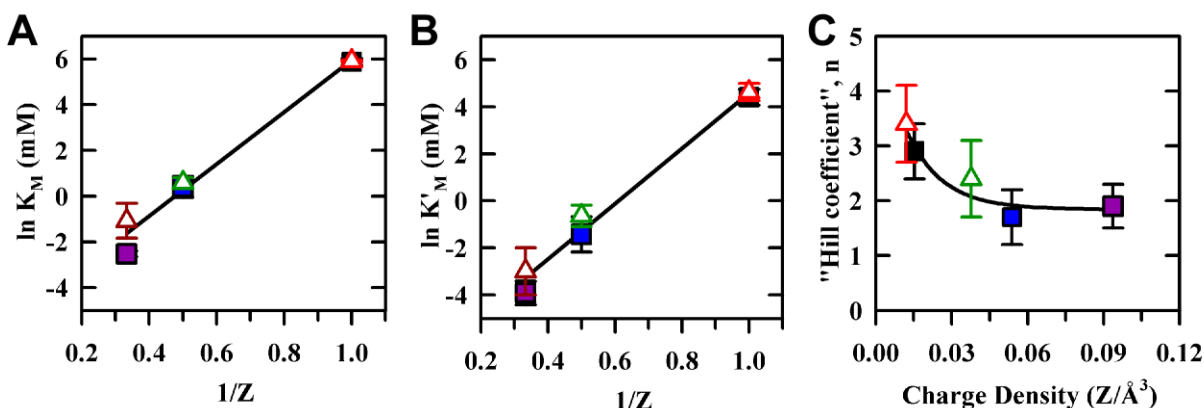 A
ln K_M (mM)
6
4
2
0
-2
-4
0.2 0.4 0.6 0.8 1.0
1/Z
B
ln K'_M (mM)
6
4
2
0
-2
-4
0.2 0.4 0.6 0.8 1.0
1/Z
C
"Hill coefficient", n
5
4
3
2
1
0
0.00 0.03 0.06 0.09 0.12
Charge Density (Z/Å³)